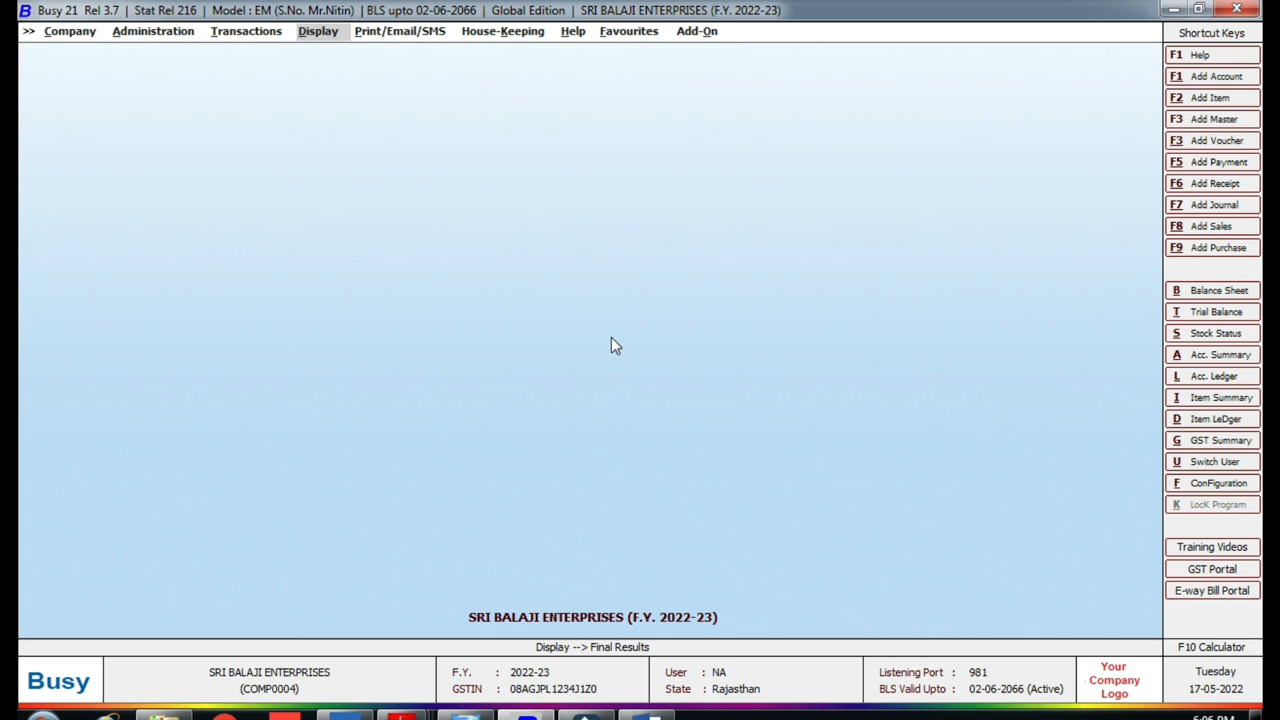 B Busy 21 Rel 3.7 | Stat Rel 216 | Model : EM (S.No. Mr.Nitin) | BLS upto 02-06-2066 | Global Edition | SRI BALAJI ENTERPRISES (F.Y. 2022-23)
>> Company Administration Transactions Display Print/Email/SMS House-Keeping Help Favourites Add-On
Shortcut Keys
F1 Help
F1 Add Account
F2 Add Item
F3 Add Master
F3 Add Voucher
F5 Add Payment
F6 Add Receipt
F7 Add Journal
F8 Add Sales
F9 Add Purchase
B Balance Sheet
T Trial Balance
S Stock Status
A Acc. Summary
L Acc. Ledger
I Item Summary
D Item LeDger
G GST Summary
U Switch User
F ConFiguration
K LocK Program
Training Videos
GST Portal
E-way Bill Portal
SRI BALAJI ENTERPRISES (F.Y. 2022-23)
Display --> Final Results
F10 Calculator
Busy
SRI BALAJI ENTERPRISES
(COMP0004)
F.Y. : 2022-23
GSTIN : 08AGJPL1234J1Z0
User : NA
State : Rajasthan
Listening Port : 981
BLS Valid Upto : 02-06-2066 (Active)
Your
Company
Logo
Tuesday
17-05-2022
6:06 PM